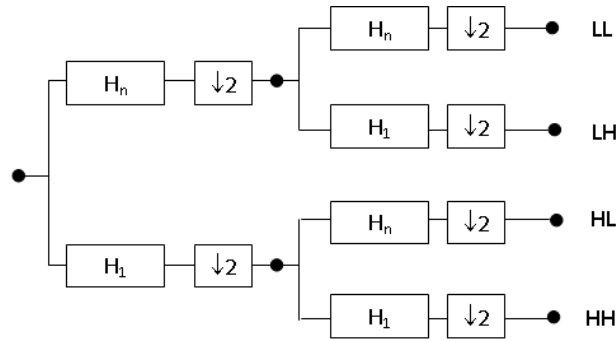 Hₙ ↓2 LL
Hₙ ↓2
H₁ ↓2 LH
Hₙ ↓2 HL
H₁ ↓2
H₁ ↓2 HH